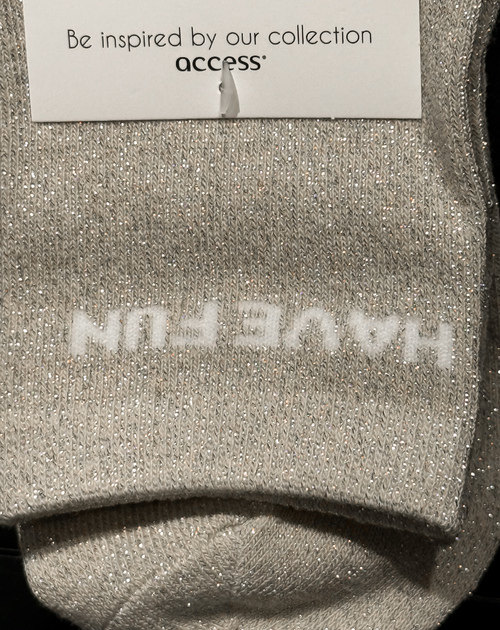 Be inspired by our collection
access
HAVE FUN